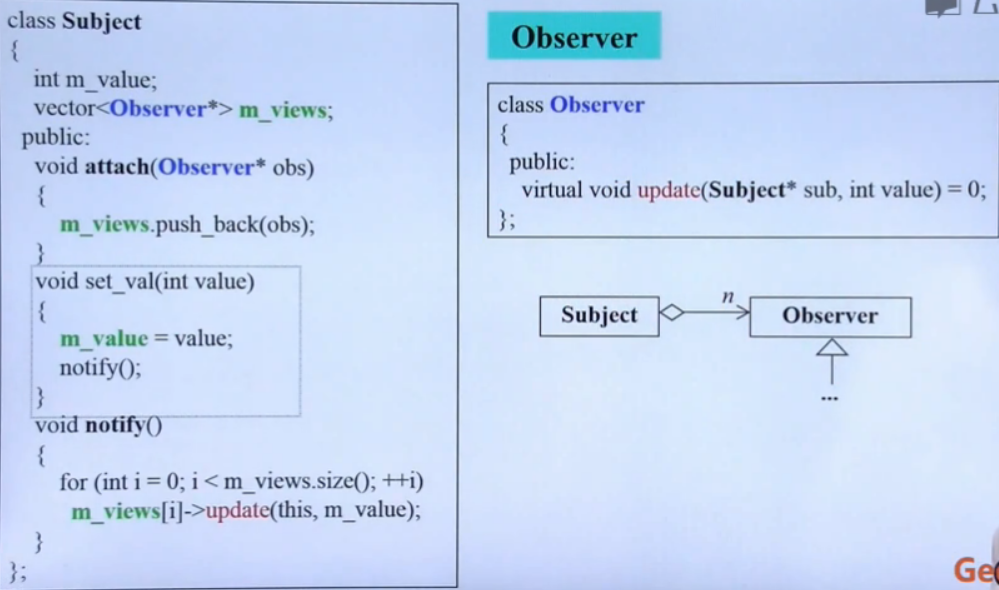 class Subject
{
int m_value;
vector<Observer*> m_views;
public:
void attach(Observer* obs)
{
m_views.push_back(obs);
}
void set_val(int value)
{
m_value = value;
notify();
}
void notify()
{
for (int i = 0; i < m_views.size(); ++i)
m_views[i]->update(this, m_value);
}
};
Observer
class Observer
{
public:
virtual void update(Subject* sub, int value) = 0;
};
Subject
n
Observer
...